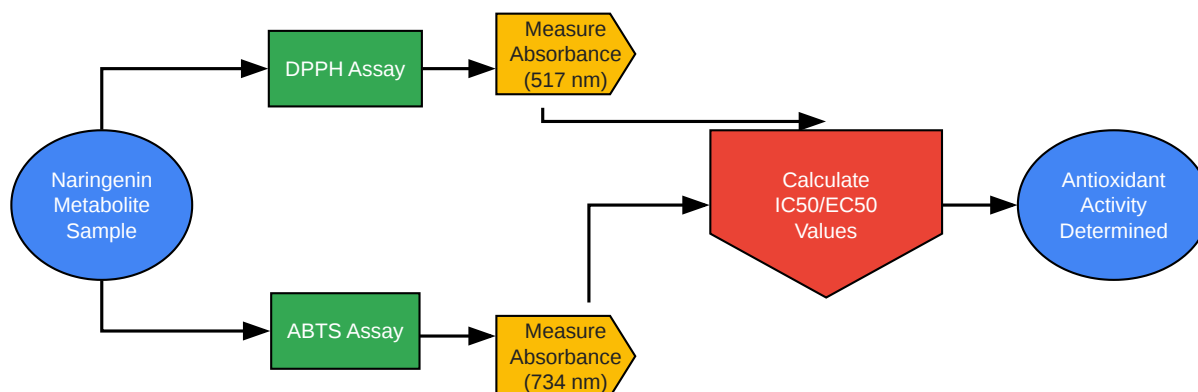 Measure
Absorbance
(517 nm)
DPPH Assay
Naringenin
Metabolite
Sample
Calculate
IC50/EC50
Values
Antioxidant
Activity
Determined
ABTS Assay
Measure
Absorbance
(734 nm)